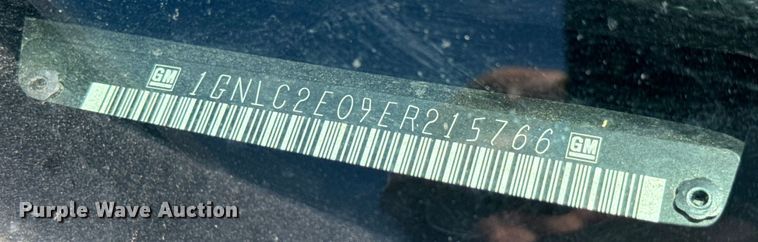 GM 1GNLC2E09ER215766 GM
Purple Wave Auction